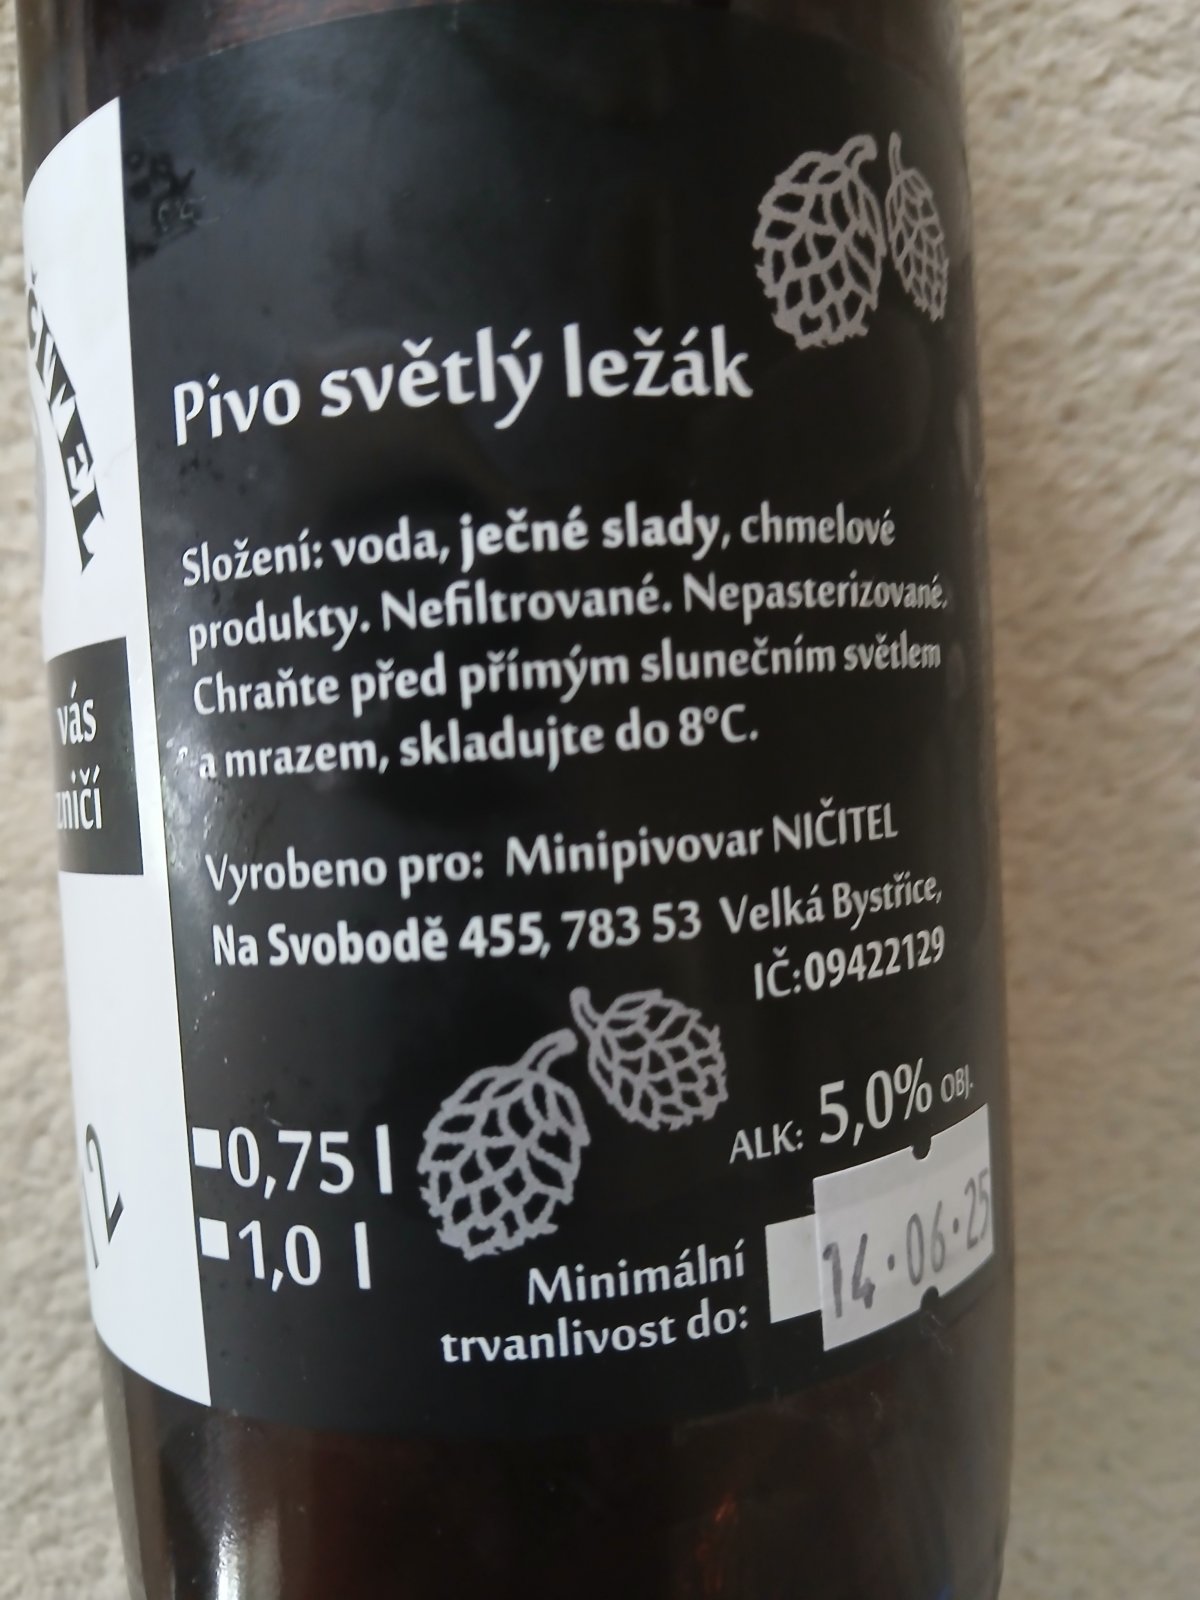 Pivo světlý ležák
Složení: voda, ječné slady, chmelové
produkty. Nefiltrované. Nepasterizované.
Chraňte před přímým slunečním světlem
a mrazem, skladujte do 8°C.
Vyrobeno pro: Minipivovar NIČITEL
Na Svobodě 455, 783 53 Velká Bystřice,
IČ:09422129
0,75 l
1,0 l
ALK: 5,0% OBJ.
Minimální
trvanlivost do:
14.06.25
vás
zničí
12